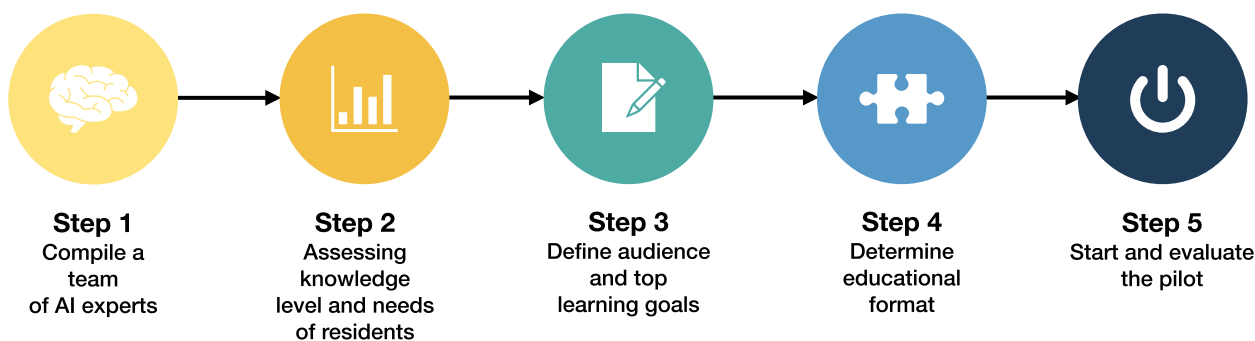 Step 1
Compile a
team
of AI experts
Step 2
Assessing
knowledge
level and needs
of residents
Step 3
Define audience
and top
learning goals
Step 4
Determine
educational
format
Step 5
Start and evaluate
the pilot